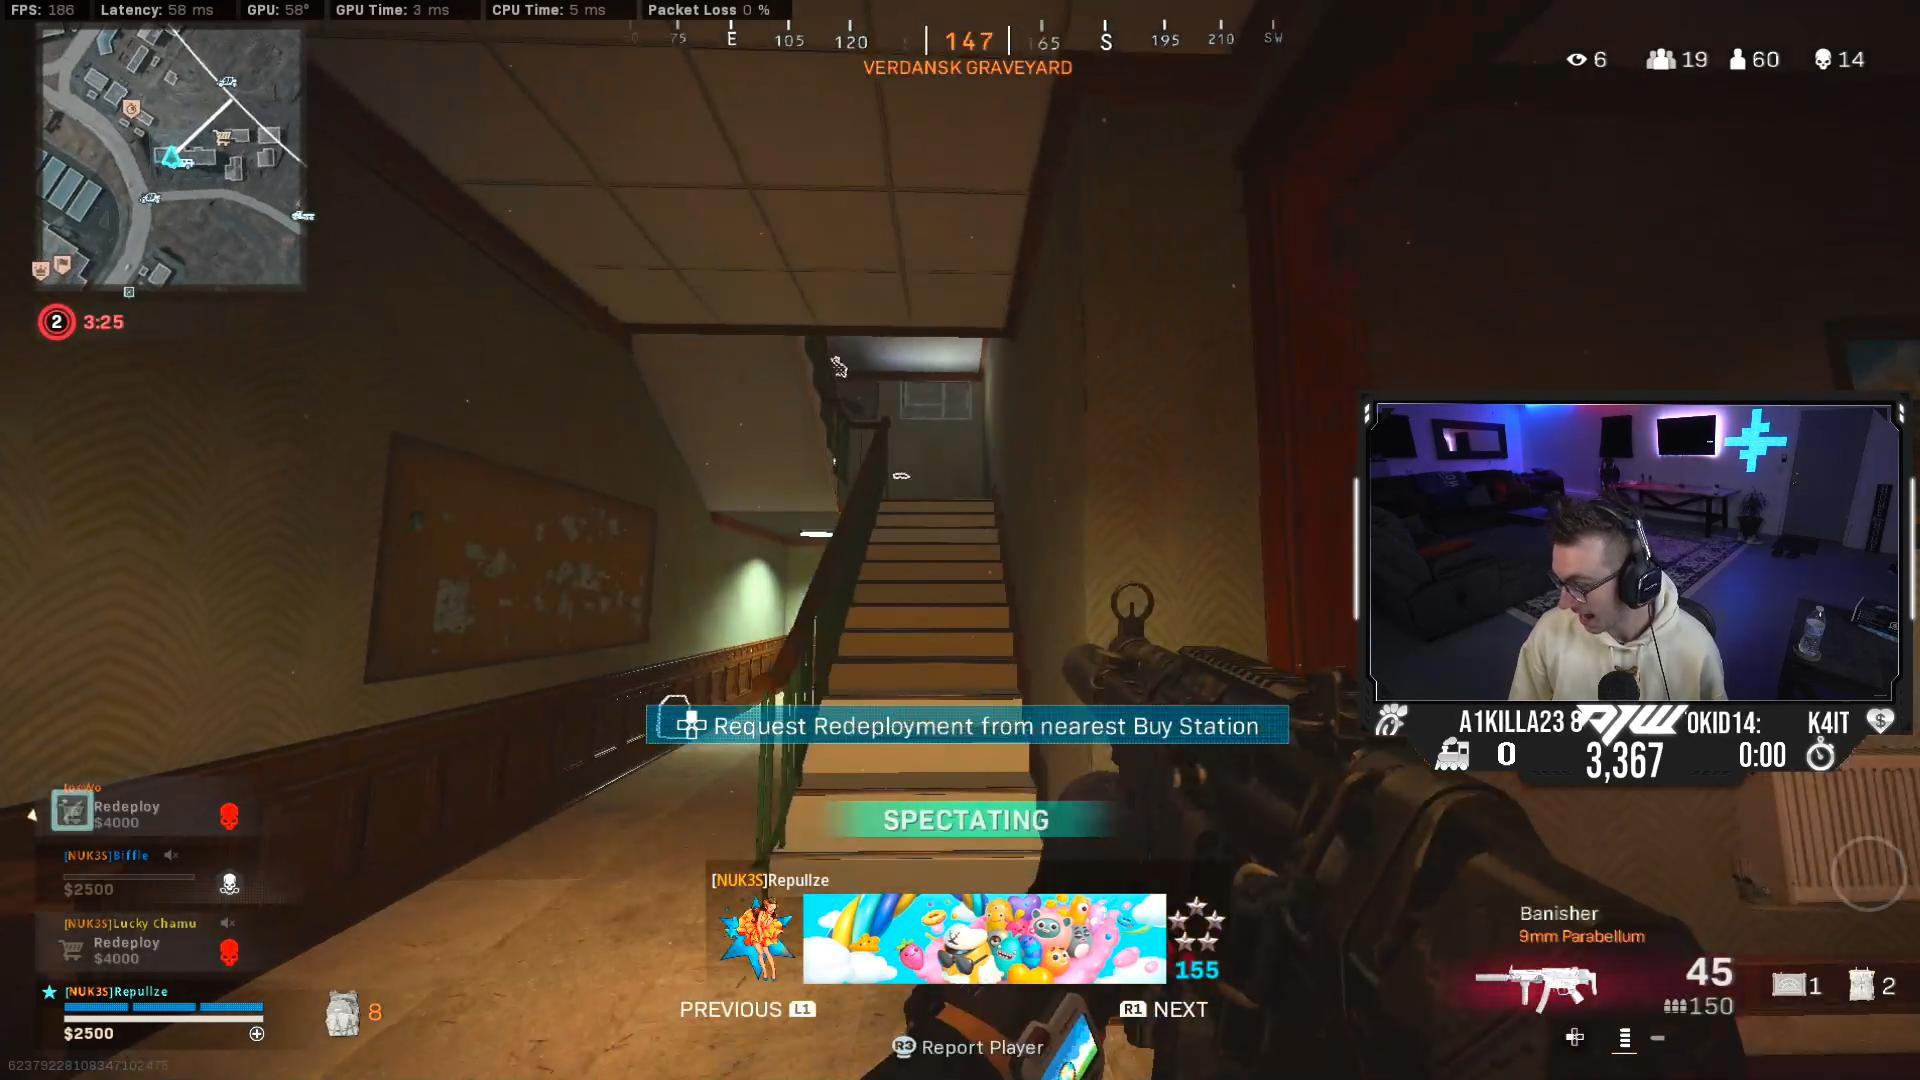 FPS: 186 Latency: 58 ms GPU: 58° GPU Time: 3 ms CPU Time: 5 ms Packet Loss 0 %
75 E 105 120 147 165 S 195 210 SW
VERDANSK GRAVEYARD
6 19 60 14
2 3:25
Request Redeployment from nearest Buy Station
A1KILLA23 8 0KID14: K4IT
0 3,367 0:00
SPECTATING
Redeploy
$4000
[NUK3S]Biffle
$2500
[NUK3S]Lucky Chamu
Redeploy
$4000
[NUK3S]Repullze
$2500
8
[NUK3S]Repullze
155
PREVIOUS L1 R1 NEXT
R3 Report Player
Banisher
9mm Parabellum
45
150
1 2